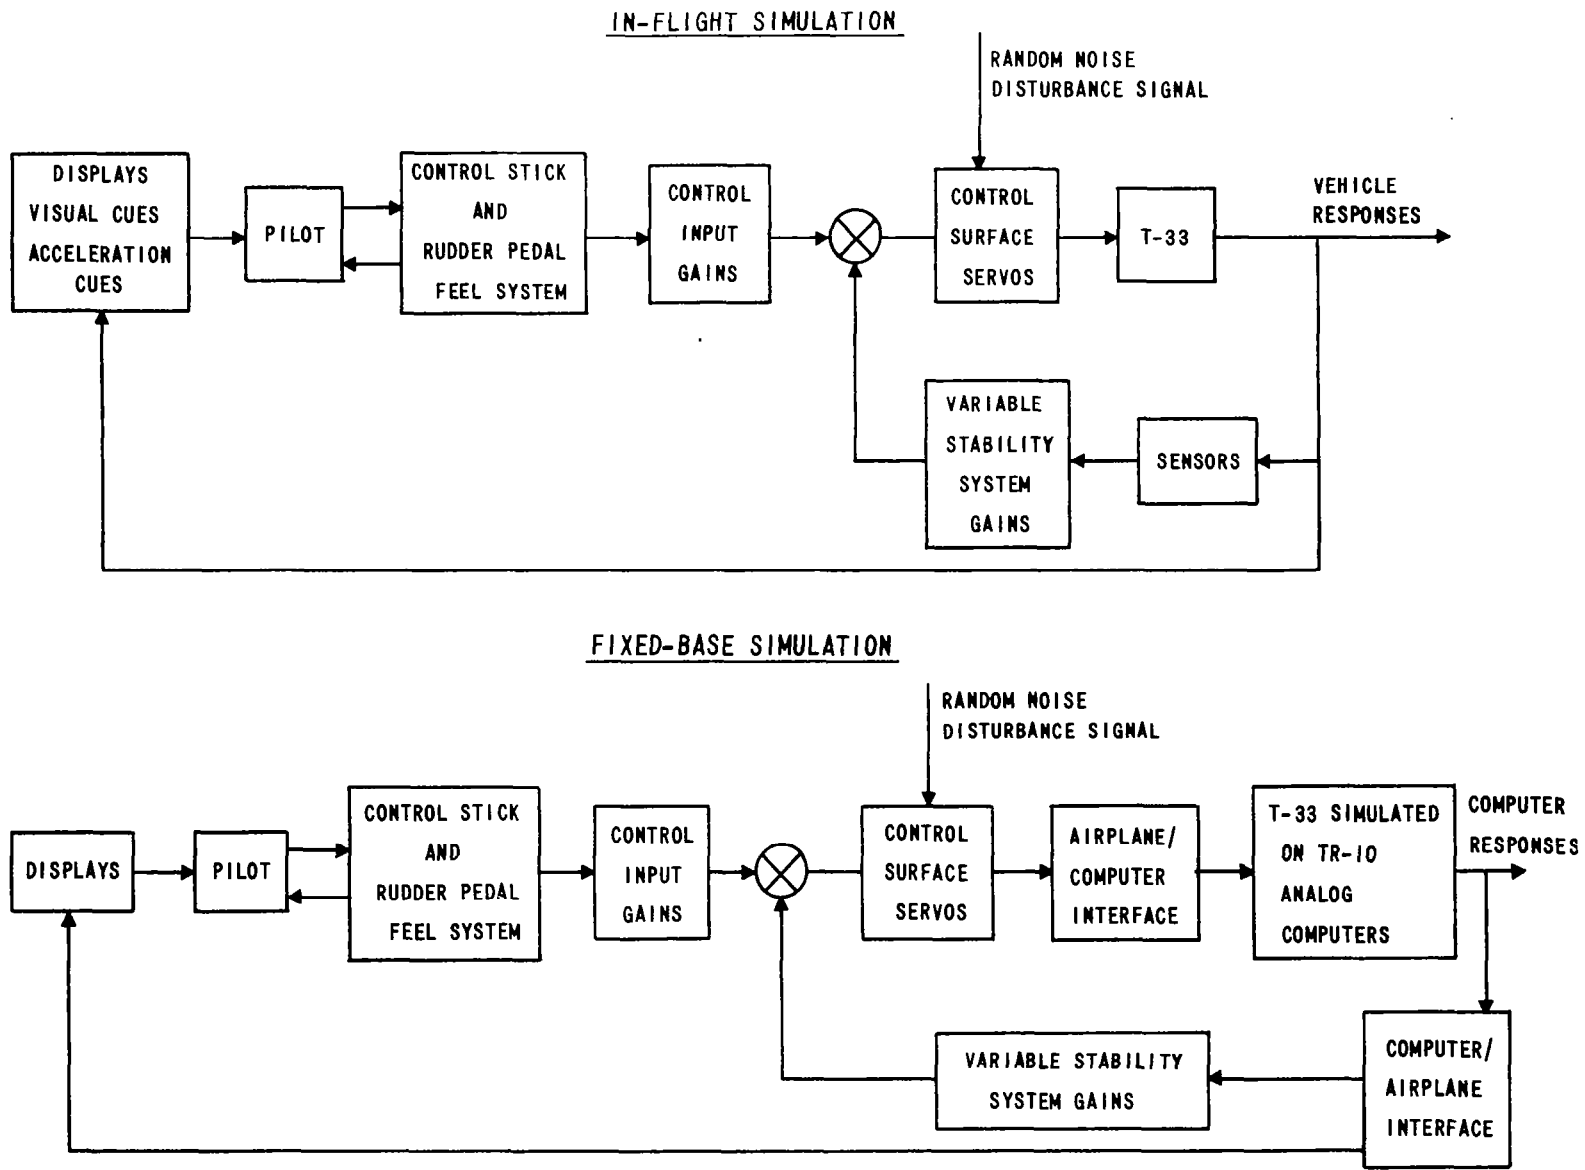 IN-FLIGHT SIMULATION
RANDOM NOISE
DISTURBANCE SIGNAL
DISPLAYS
VISUAL CUES
ACCELERATION
CUES
PILOT
CONTROL STICK
AND
RUDDER PEDAL
FEEL SYSTEM
CONTROL
INPUT
GAINS
CONTROL
SURFACE
SERVOS
T-33
VEHICLE
RESPONSES
VARIABLE
STABILITY
SYSTEM
GAINS
SENSORS
FIXED-BASE SIMULATION
RANDOM NOISE
DISTURBANCE SIGNAL
DISPLAYS
PILOT
CONTROL STICK
AND
RUDDER PEDAL
FEEL SYSTEM
CONTROL
INPUT
GAINS
CONTROL
SURFACE
SERVOS
AIRPLANE/
COMPUTER
INTERFACE
T-33 SIMULATED
ON TR-10
ANALOG
COMPUTERS
COMPUTER
RESPONSES
VARIABLE STABILITY
SYSTEM GAINS
COMPUTER/
AIRPLANE
INTERFACE